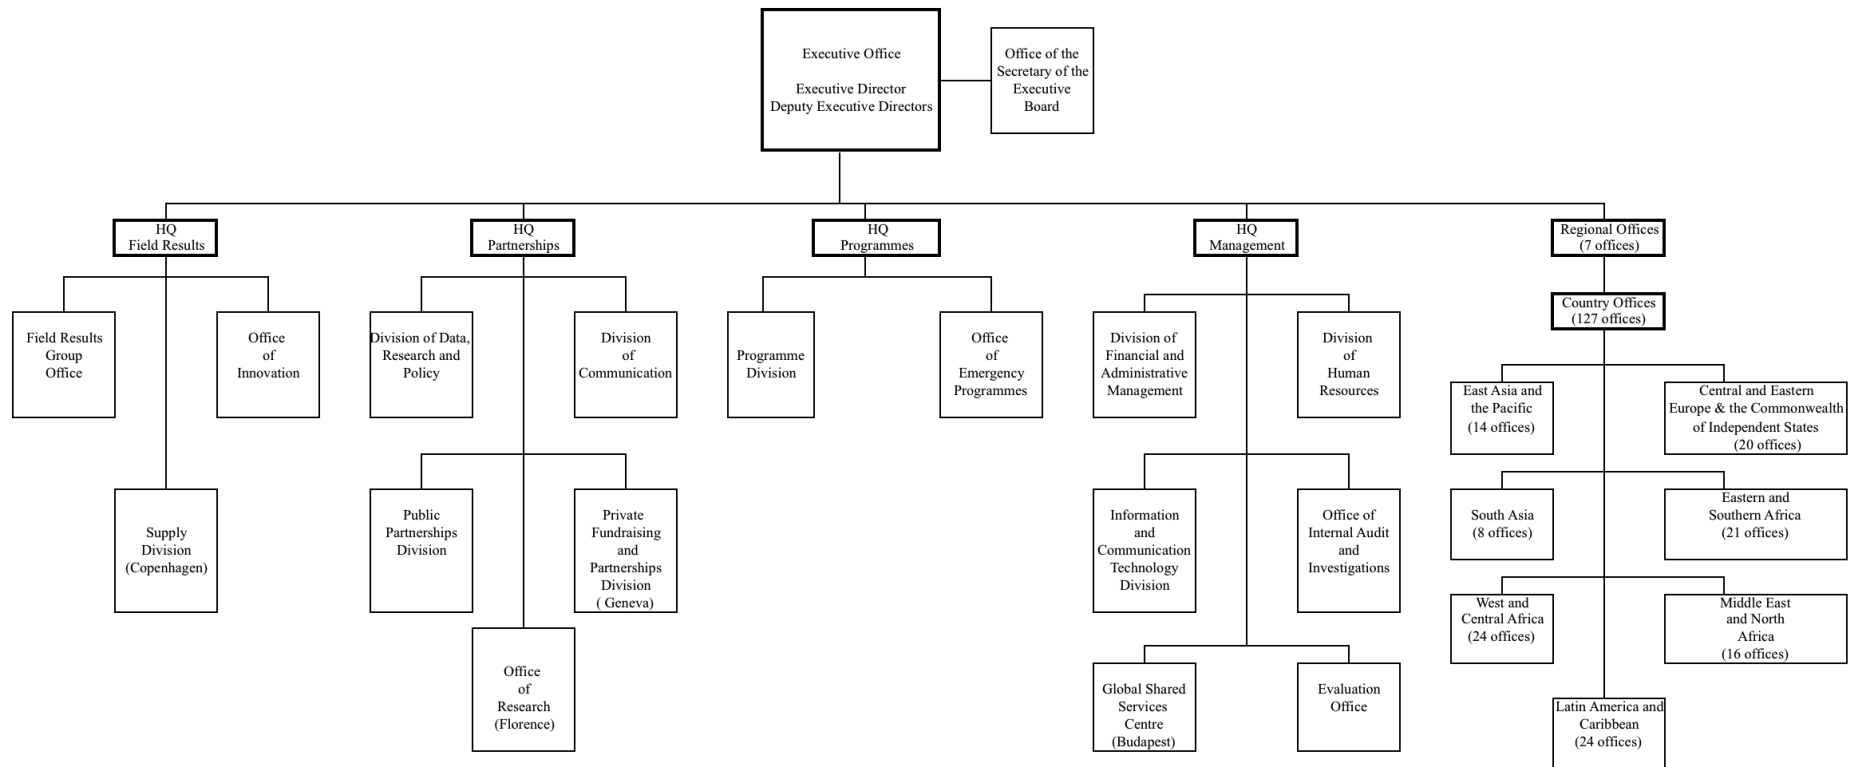 Executive Office
Executive Director
Deputy Executive Directors
Office of the
Secretary of the
Executive
Board
HQ
Field Results
HQ
Partnerships
HQ
Programmes
HQ
Management
Regional Offices
(7 offices)
Country Offices
(127 offices)
Field Results
Group
Office
Office
of
Innovation
Supply
Division
(Copenhagen)
Division of Data,
Research and
Policy
Division
of
Communication
Public
Partnerships
Division
Private
Fundraising
and
Partnerships
Division
( Geneva)
Office
of
Research
(Florence)
Programme
Division
Office
of
Emergency
Programmes
Division of
Financial and
Administrative
Management
Division
of
Human
Resources
Information
and
Communication
Technology
Division
Office of
Internal Audit
and
Investigations
Global Shared
Services
Centre
(Budapest)
Evaluation
Office
East Asia and
the Pacific
(14 offices)
Central and Eastern
Europe & the Commonwealth
of Independent States
(20 offices)
South Asia
(8 offices)
Eastern and
Southern Africa
(21 offices)
West and
Central Africa
(24 offices)
Middle East
and North
Africa
(16 offices)
Latin America and
Caribbean
(24 offices)